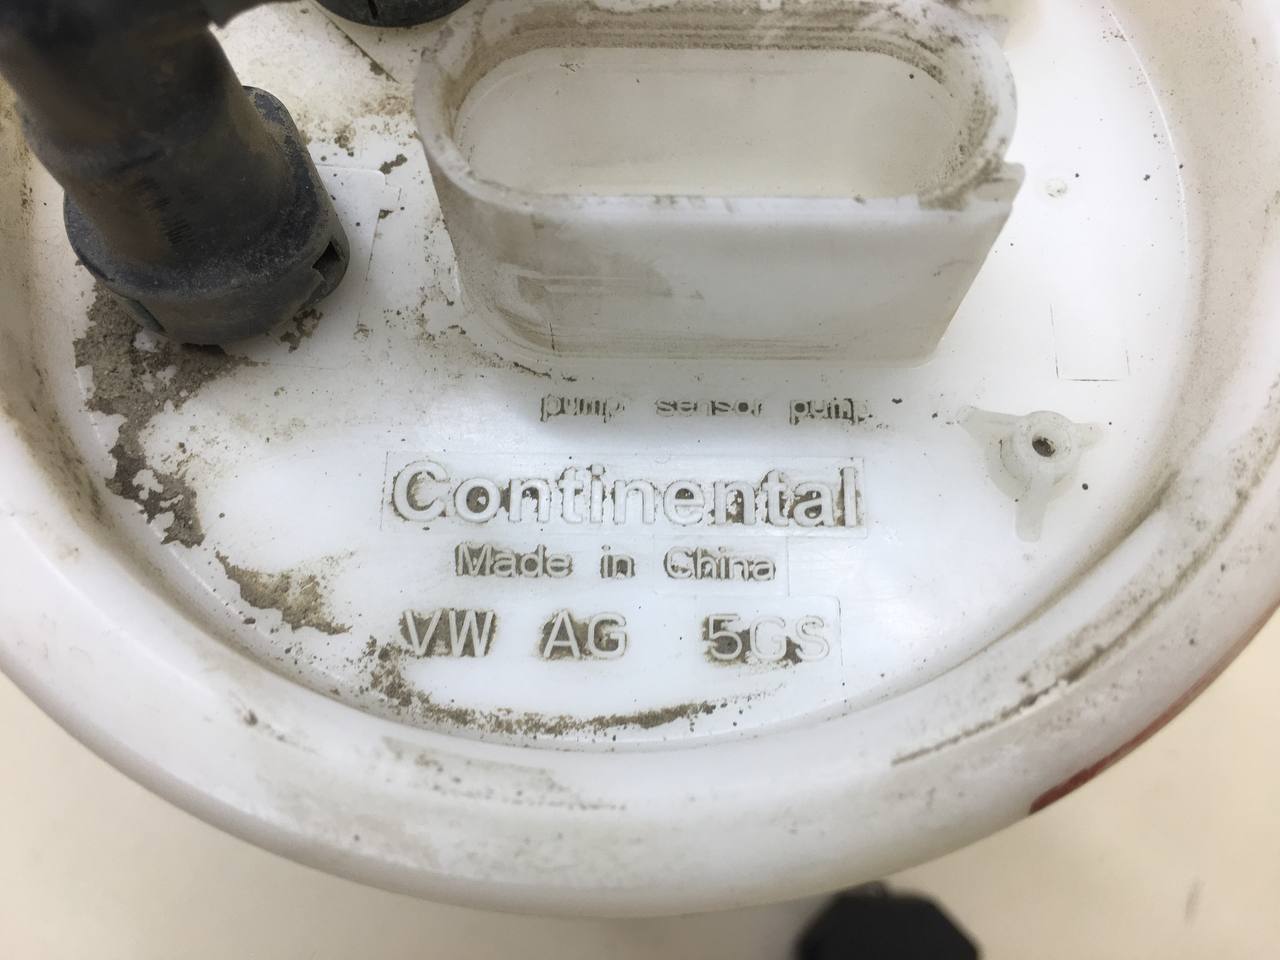 pump sensor pump
Continental
Made in China
VW AG 5GS